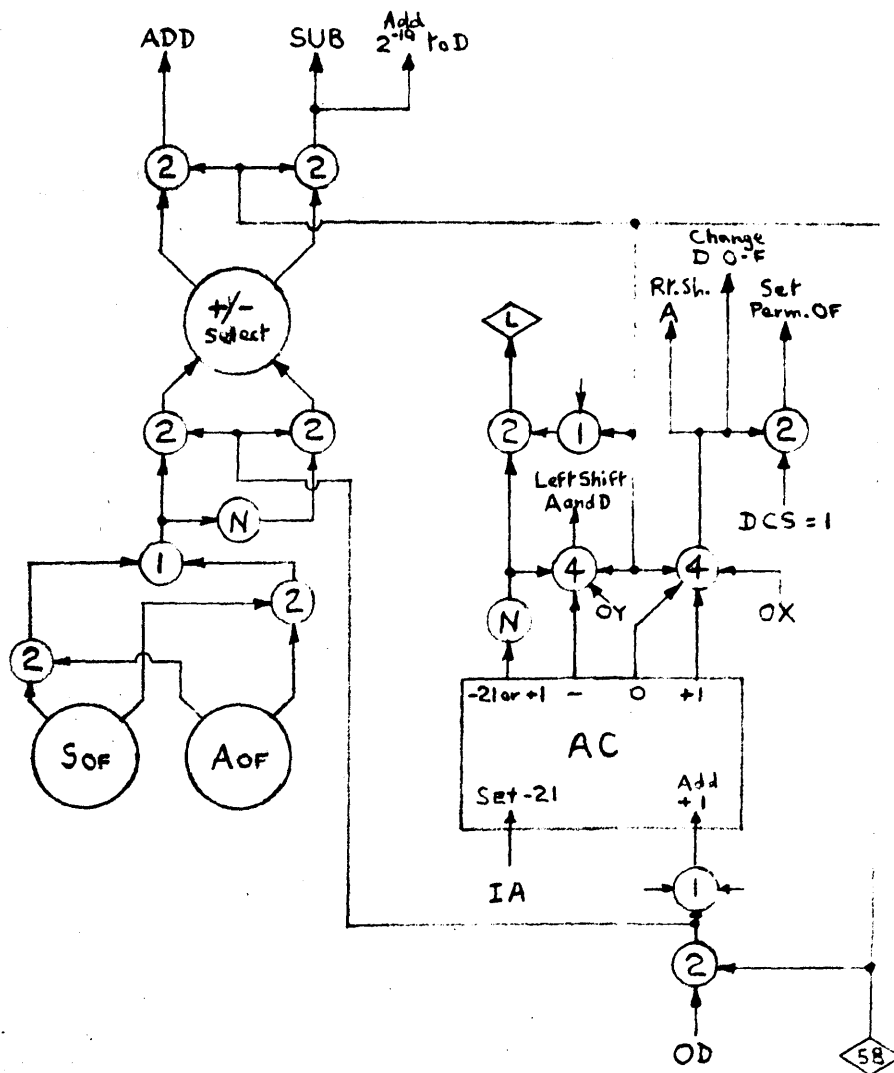 ADD
SUB
Add
2⁻¹⁹ to D
2
2
Change
D O-F
Rt. Sh.
A
Set
Perm. OF
+/-
Select
L
2
2
2
1
2
Left Shift
A and D
DCS = 1
N
1
4
4
2
N
OY
OX
2
-21 or +1
-
0
+1
SOF
AOF
AC
Set -21
Add
+1
IA
1
2
OD
58